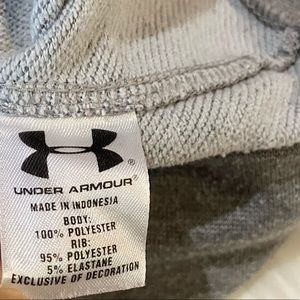 ®
UNDER ARMOUR®
MADE IN INDONESIA
BODY:
100% POLYESTER
RIB:
95% POLYESTER
5% ELASTANE
EXCLUSIVE OF DECORATION